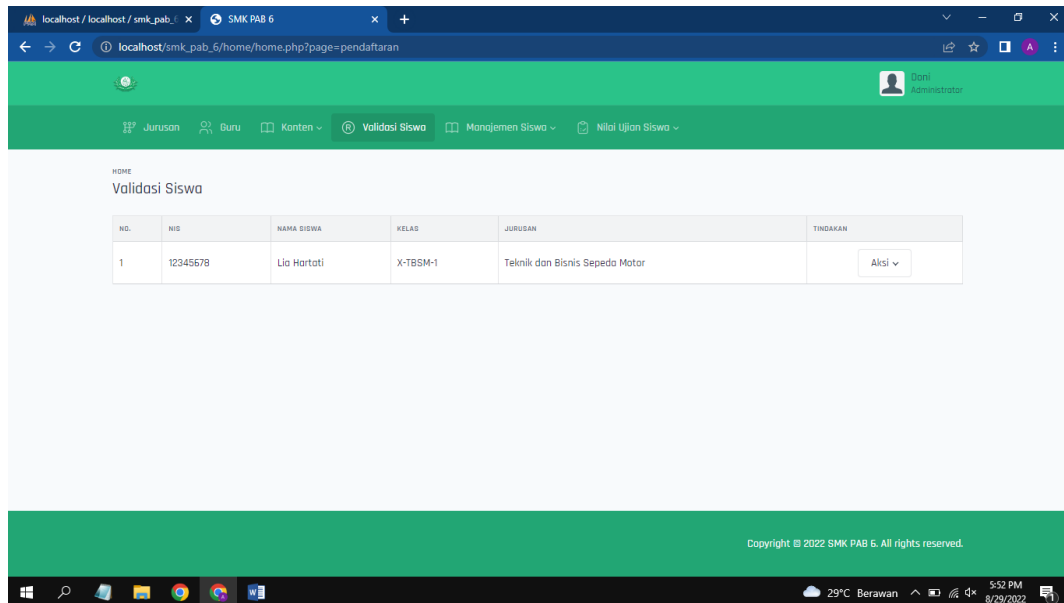 localhost / localhost / smk_pab_6
SMK PAB 6
localhost/smk_pab_6/home/home.php?page=pendaftaran
A
Doni
Administrator
Jurusan Guru Konten Validasi Siswa Manajemen Siswa Nilai Ujian Siswa
HOME
Validasi Siswa
NO. NIS NAMA SISWA KELAS JURUSAN TINDAKAN
1 12345678 Lia Hartati X-TBSM-1 Teknik dan Bisnis Sepeda Motor Aksi
Copyright © 2022 SMK PAB 6. All rights reserved.
29°C Berawan 5:52 PM
8/29/2022